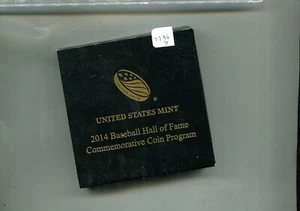 UNITED STATES MINT
2014 Baseball Hall of Fame
Commemorative Coin Program